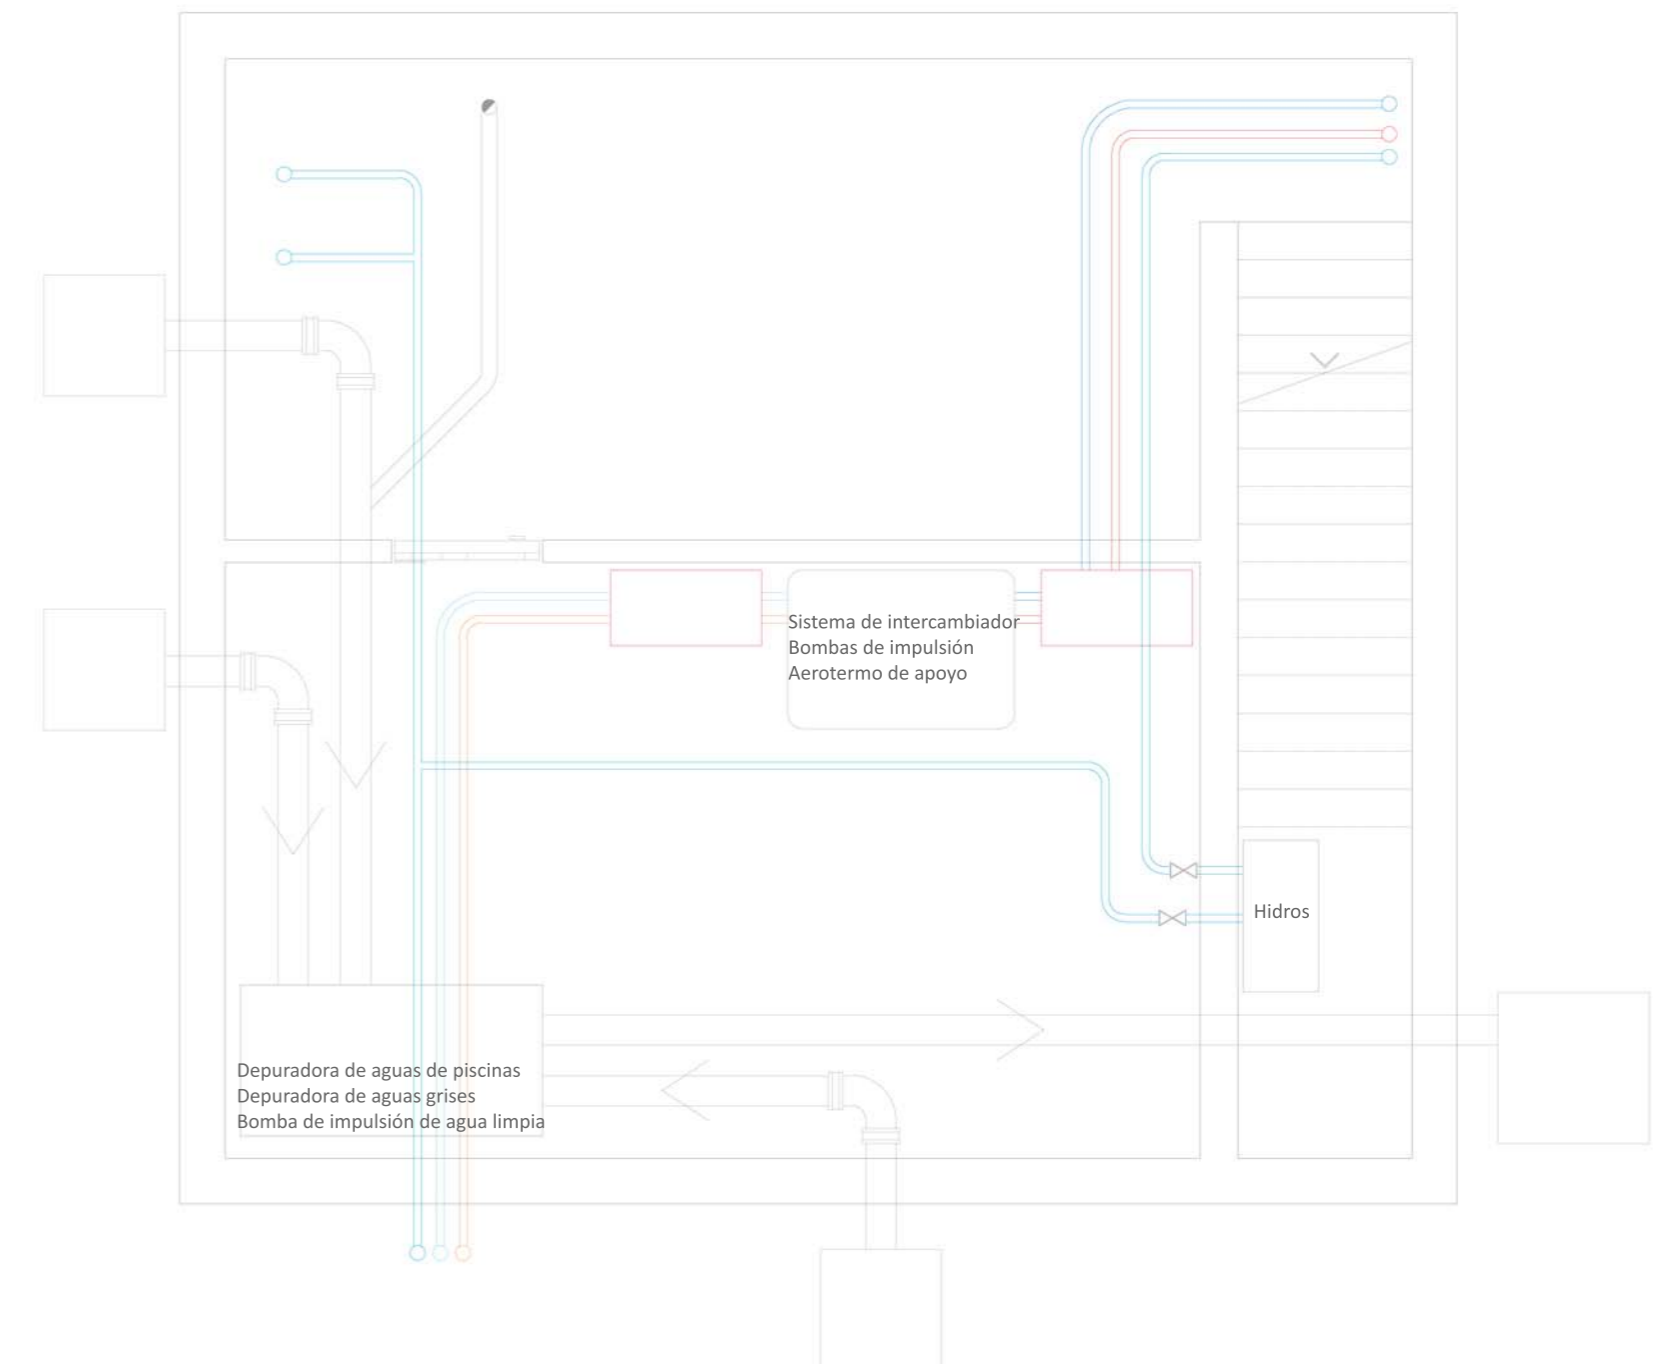 Sistema de intercambiador
Bombas de impulsión
Aerotermo de apoyo
Hidros
Depuradora de aguas de piscinas
Depuradora de aguas grises
Bomba de impulsión de agua limpia